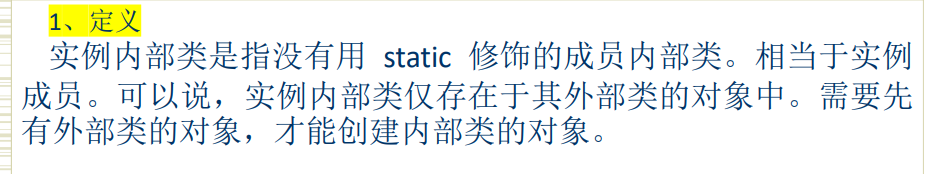 1、定义
实例内部类是指没有用 static 修饰的成员内部类。相当于实例
成员。可以说，实例内部类仅存在于其外部类的对象中。需要先
有外部类的对象，才能创建内部类的对象。